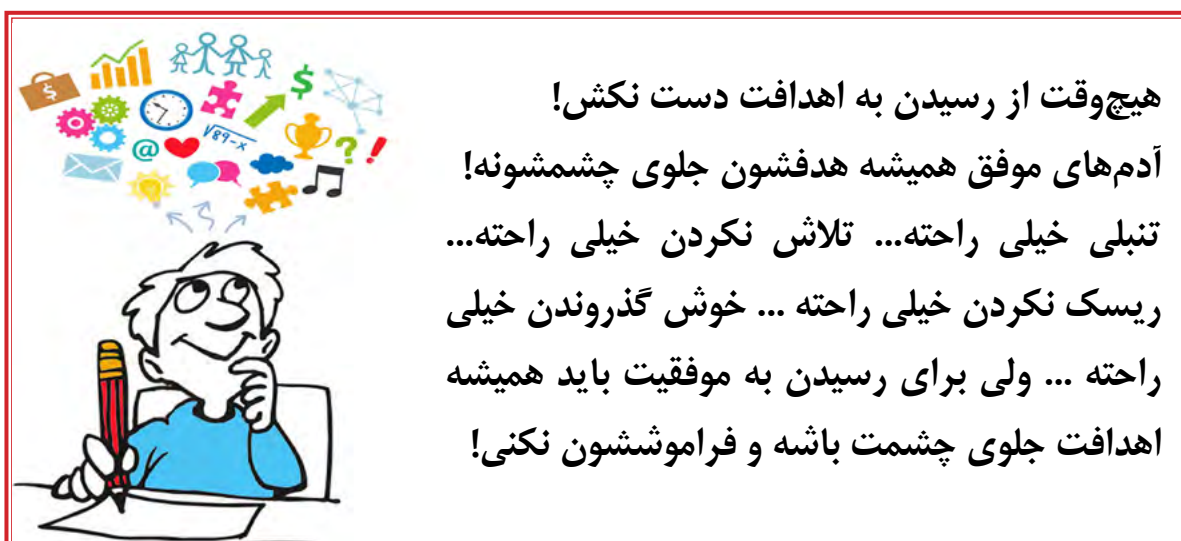 هیچ‌وقت از رسیدن به اهدافت دست نکش!
آدم‌های موفق همیشه هدفشون جلوی چشمشونه!
تنبلی خیلی راحته... تلاش نکردن خیلی راحته...
ریسک نکردن خیلی راحته ... خوش گذروندن خیلی
راحته ... ولی برای رسیدن به موفقیت باید همیشه
اهدافت جلوی چشمت باشه و فراموششون نکنی!
$
$
√89-x
@
?!